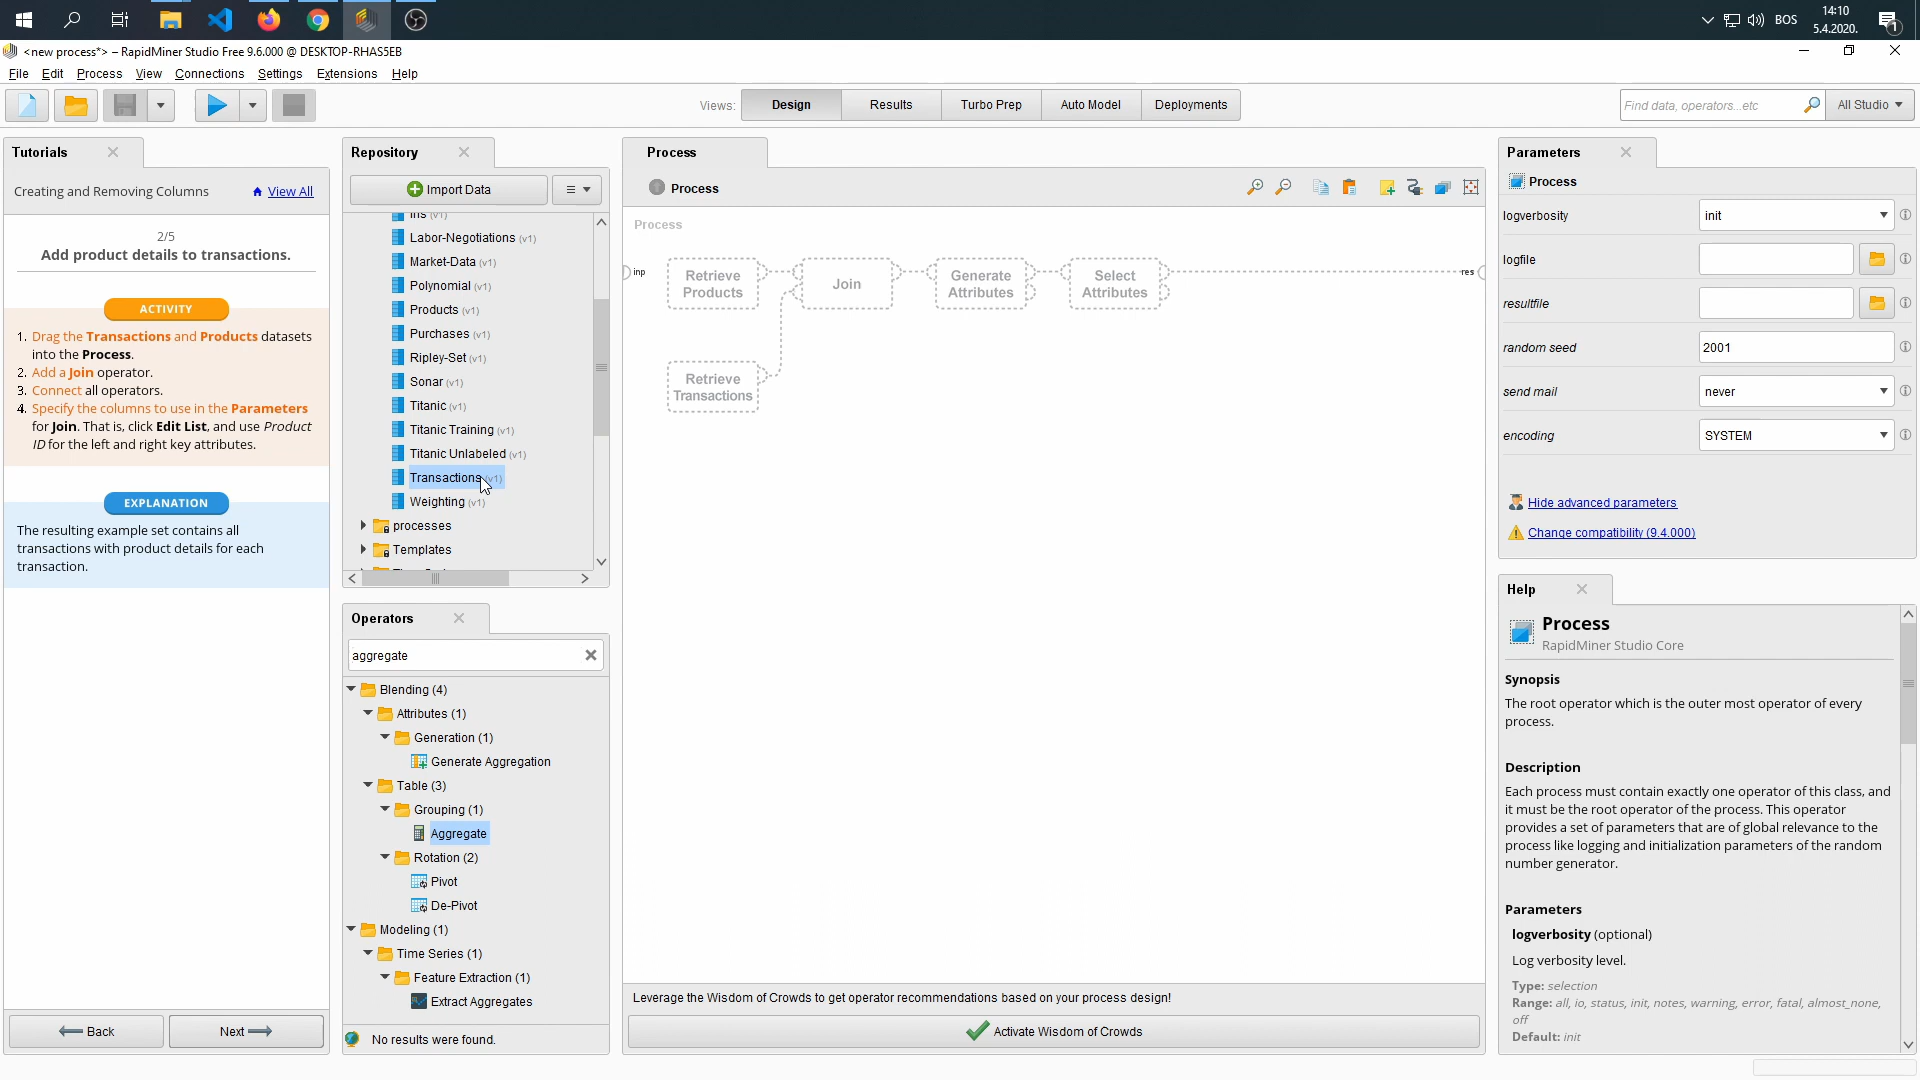 14:10
BOS
5.4.2020.
1
<new process*> – RapidMiner Studio Free 9.6.000 @ DESKTOP-RHAS5EB
File Edit Process View Connections Settings Extensions Help
Views: Design Results Turbo Prep Auto Model Deployments
Find data, operators...etc
All Studio
Tutorials
Creating and Removing Columns
View All
2/5
Add product details to transactions.
ACTIVITY
1. Drag the Transactions and Products datasets
into the Process.
2. Add a Join operator.
3. Connect all operators.
4. Specify the columns to use in the Parameters
for Join. That is, click Edit List, and use Product
ID for the left and right key attributes.
EXPLANATION
The resulting example set contains all
transactions with product details for each
transaction.
Back
Next
Repository
Import Data
Labor-Negotiations (v1)
Market-Data (v1)
Polynomial (v1)
Products (v1)
Purchases (v1)
Ripley-Set (v1)
Sonar (v1)
Titanic (v1)
Titanic Training (v1)
Titanic Unlabeled (v1)
Transactions (v1)
Weighting (v1)
processes
Templates
Operators
aggregate
Blending (4)
Attributes (1)
Generation (1)
Generate Aggregation
Table (3)
Grouping (1)
Aggregate
Rotation (2)
Pivot
De-Pivot
Modeling (1)
Time Series (1)
Feature Extraction (1)
Extract Aggregates
No results were found.
Process
Process
Process
inp
Retrieve
Products
Join
Generate
Attributes
Select
Attributes
res
Retrieve
Transactions
Leverage the Wisdom of Crowds to get operator recommendations based on your process design!
Activate Wisdom of Crowds
Parameters
Process
logverbosity
init
logfile
resultfile
random seed
2001
send mail
never
encoding
SYSTEM
Hide advanced parameters
Change compatibility (9.4.000)
Help
Process
RapidMiner Studio Core
Synopsis
The root operator which is the outer most operator of every
process.
Description
Each process must contain exactly one operator of this class, and
it must be the root operator of the process. This operator
provides a set of parameters that are of global relevance to the
process like logging and initialization parameters of the random
number generator.
Parameters
logverbosity (optional)
Log verbosity level.
Type: selection
Range: all, io, status, init, notes, warning, error, fatal, almost_none,
off
Default: init